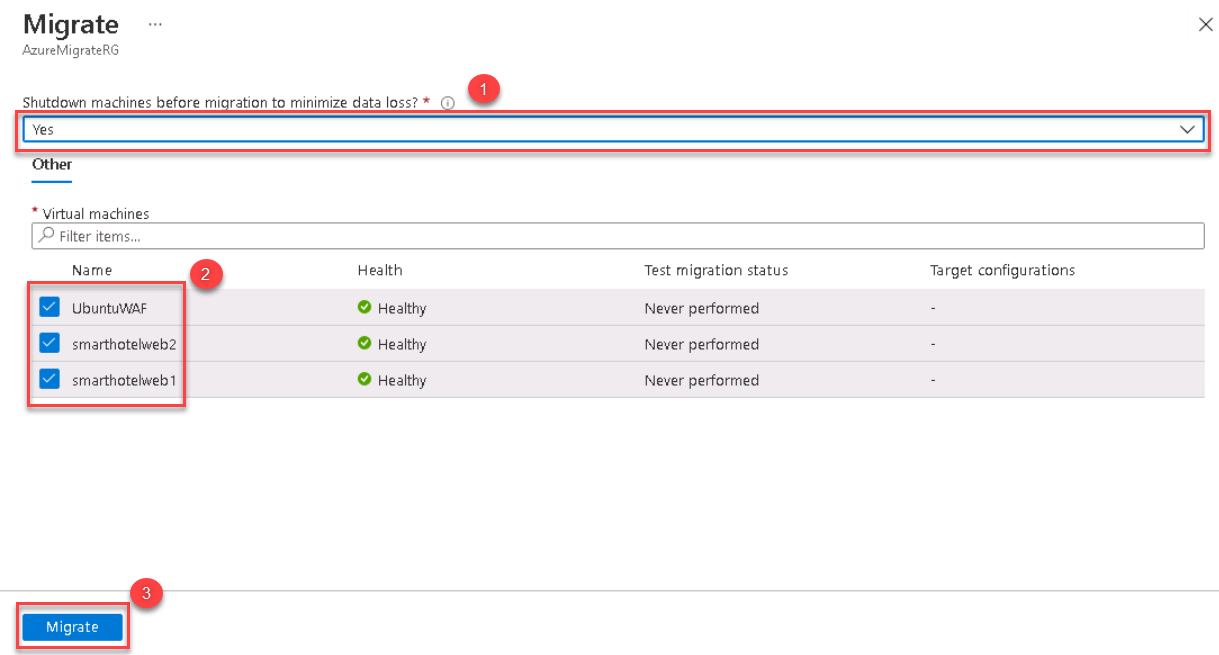 Migrate ...
AzureMigrateRG
Shutdown machines before migration to minimize data loss? *
1
Yes
Other
* Virtual machines
Filter items...
Name Health Test migration status Target configurations
2
UbuntuWAF Healthy Never performed -
smarthotelweb2 Healthy Never performed -
smarthotelweb1 Healthy Never performed -
3
Migrate